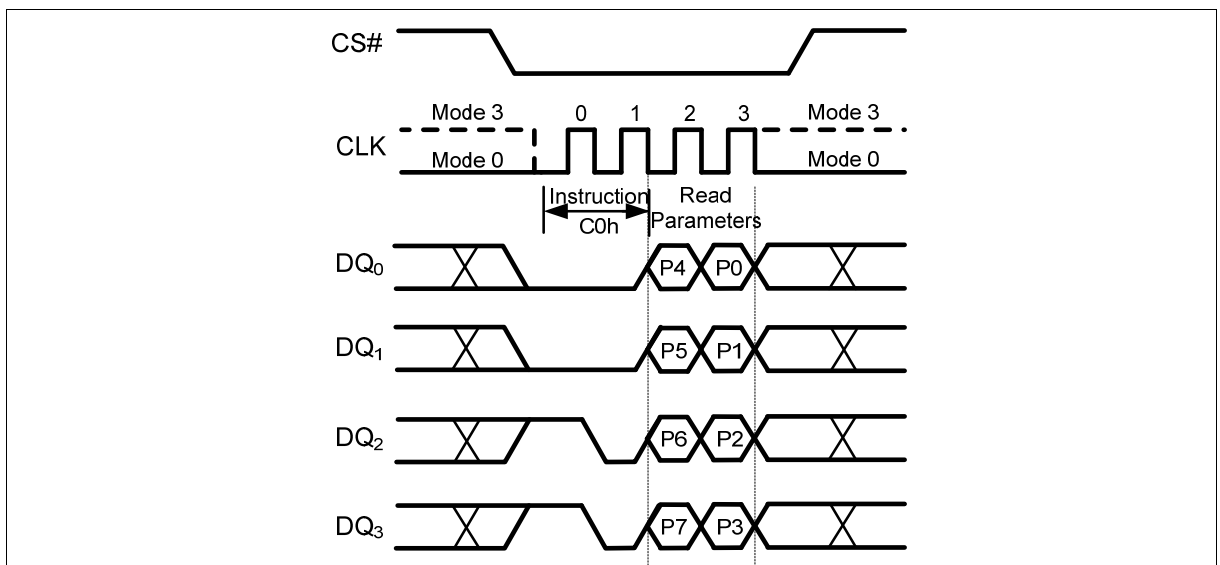 CS#
Mode 3 0 1 2 3 Mode 3
CLK
Mode 0 Mode 0
Instruction Read
C0h Parameters
DQ0 P4 P0
DQ1 P5 P1
DQ2 P6 P2
DQ3 P7 P3